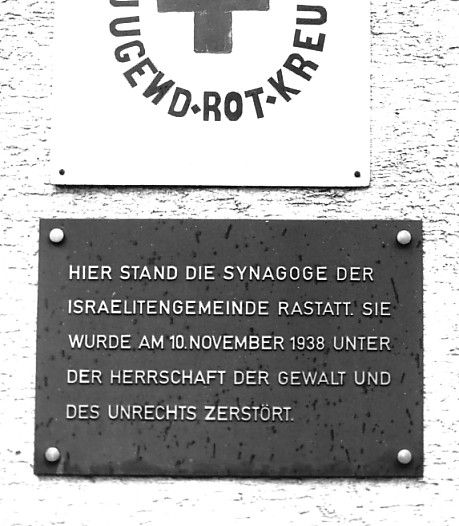 JUGEND·ROT·KREU
HIER STAND DIE SYNAGOGE DER
ISRAELITENGEMEINDE RASTATT. SIE
WURDE AM 10. NOVEMBER 1938 UNTER
DER HERRSCHAFT DER GEWALT UND
DES UNRECHTS ZERSTÖRT.